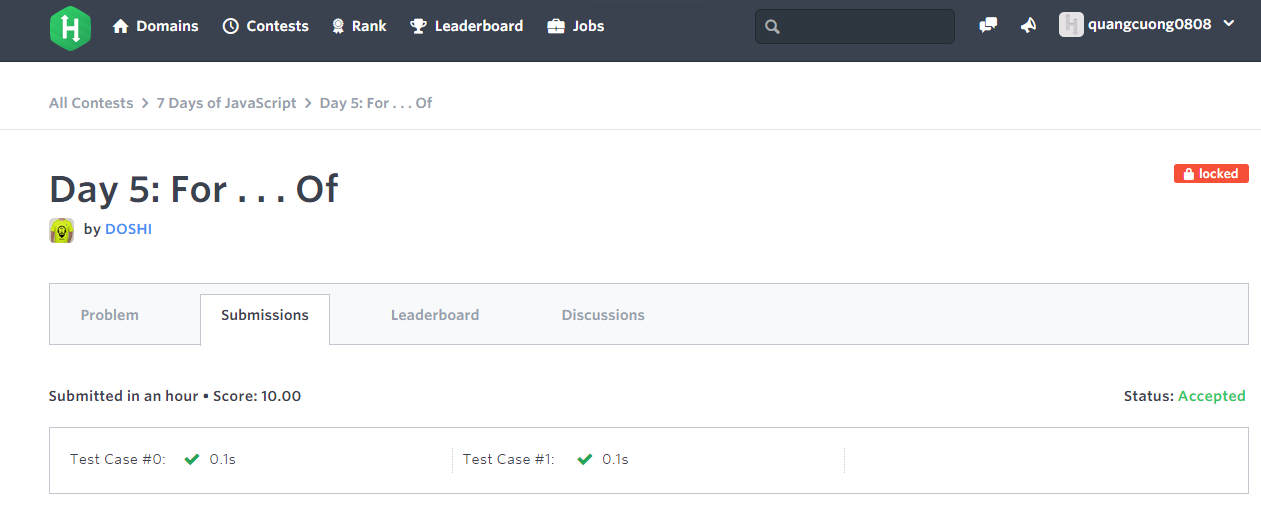 Domains Contests Rank Leaderboard Jobs quangcuong0808
All Contests > 7 Days of JavaScript > Day 5: For . . . Of
Day 5: For . . . Of
locked
by DOSHI
Problem Submissions Leaderboard Discussions
Submitted in an hour • Score: 10.00 Status: Accepted
Test Case #0: ✔ 0.1s Test Case #1: ✔ 0.1s